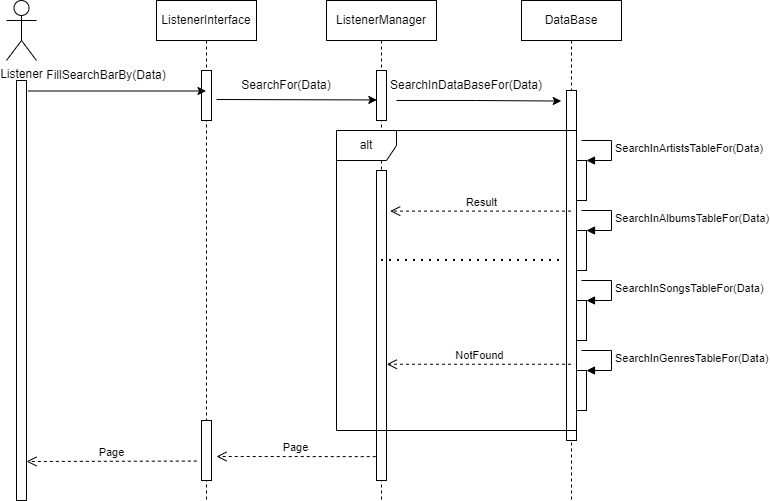 ListenerInterface
ListenerManager
DataBase
Listener
FillSearchBarBy(Data)
SearchFor(Data)
SearchInDataBaseFor(Data)
alt
SearchInArtistsTableFor(Data)
Result
SearchInAlbumsTableFor(Data)
SearchInSongsTableFor(Data)
NotFound
SearchInGenresTableFor(Data)
Page
Page